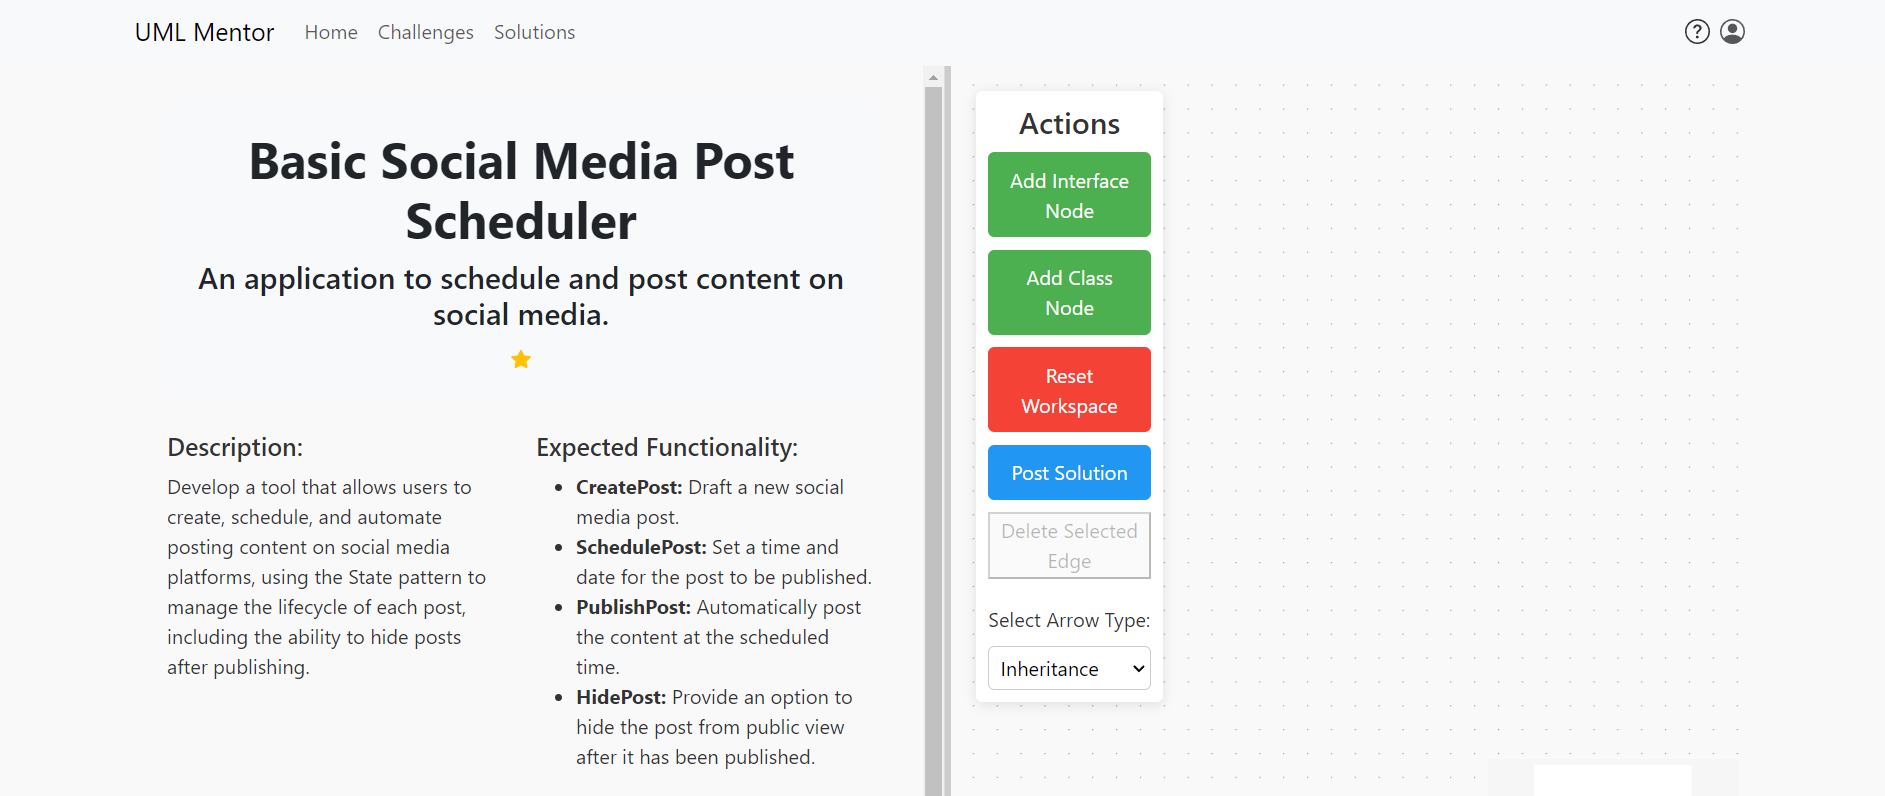 UML Mentor Home Challenges Solutions
Basic Social Media Post
Scheduler
An application to schedule and post content on
social media.
Description:
Develop a tool that allows users to
create, schedule, and automate
posting content on social media
platforms, using the State pattern to
manage the lifecycle of each post,
including the ability to hide posts
after publishing.
Expected Functionality:
• CreatePost: Draft a new social
media post.
• SchedulePost: Set a time and
date for the post to be published.
• PublishPost: Automatically post
the content at the scheduled
time.
• HidePost: Provide an option to
hide the post from public view
after it has been published.
Actions
Add Interface
Node
Add Class
Node
Reset
Workspace
Post Solution
Delete Selected
Edge
Select Arrow Type:
Inheritance